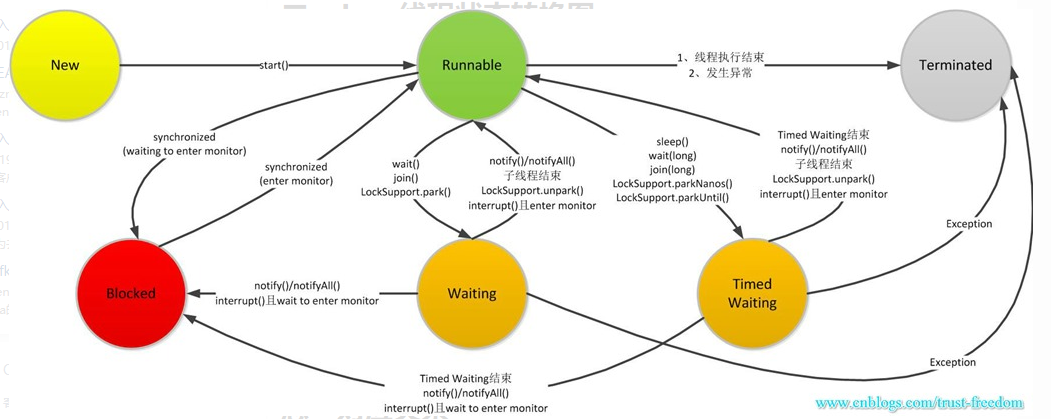 New
start()
Runnable
1、线程执行结束
2、发生异常
Terminated
synchronized
(waiting to enter monitor)
synchronized
(enter monitor)
wait()
join()
LockSupport.park()
notify()/notifyAll()
子线程结束
LockSupport.unpark()
interrupt()且enter monitor
sleep()
wait(long)
join(long)
LockSupport.parkNanos()
LockSupport.parkUntil()
Timed Waiting结束
notify()/notifyAll()
子线程结束
LockSupport.unpark()
interrupt()且enter monitor
Exception
Blocked
notify()/notifyAll()
interrupt()且wait to enter monitor
Waiting
Timed
Waiting
Exception
Timed Waiting结束
notify()/notifyAll()
interrupt()且wait to enter monitor
www.cnblogs.com/trust-freedom